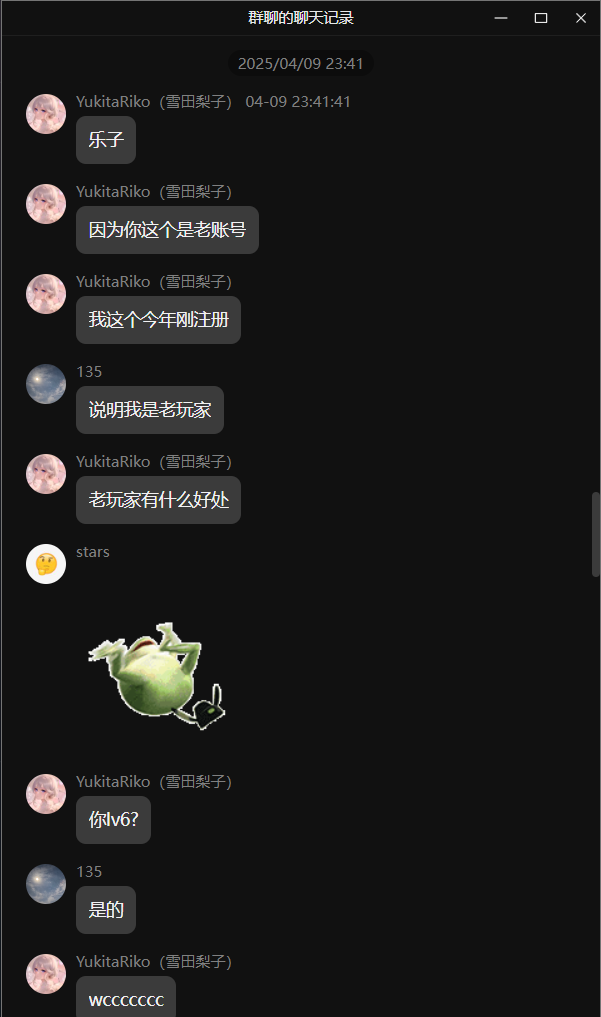 群聊的聊天记录
2025/04/09 23:41
YukitaRiko（雪田梨子） 04-09 23:41:41
乐子
YukitaRiko（雪田梨子）
因为你这个是老账号
YukitaRiko（雪田梨子）
我这个今年刚注册
135
说明我是老玩家
YukitaRiko（雪田梨子）
老玩家有什么好处
stars
YukitaRiko（雪田梨子）
你lv6?
135
是的
YukitaRiko（雪田梨子）
wccccccc